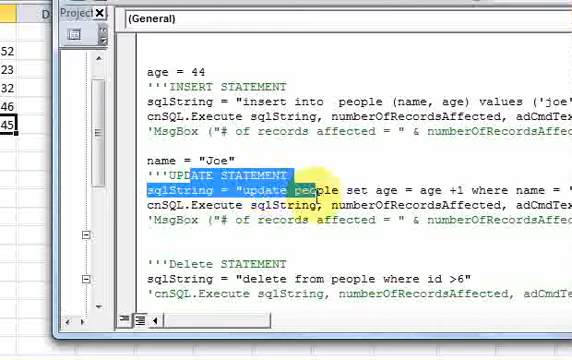 Project
(General)
D
52
23
32
46
45
age = 44
'''INSERT STATEMENT
sqlString = "insert into  people (name, age) values ('joe"
cnSQL.Execute sqlString, numberOfRecordsAffected, adCmdTex
'MsgBox ("# of records affected = " & numberOfRecordsAffec
name = "Joe"
'''UPDATE STATEMENT
sqlString = "update people set age = age +1 where name = "
cnSQL.Execute sqlString, numberOfRecordsAffected, adCmdTex
'MsgBox ("# of records affected = " & numberOfRecordsAffec
'''Delete STATEMENT
sqlString = "delete from people where id >6"
'cnSQL.Execute sqlString, numberOfRecordsAffected, adCmdTe